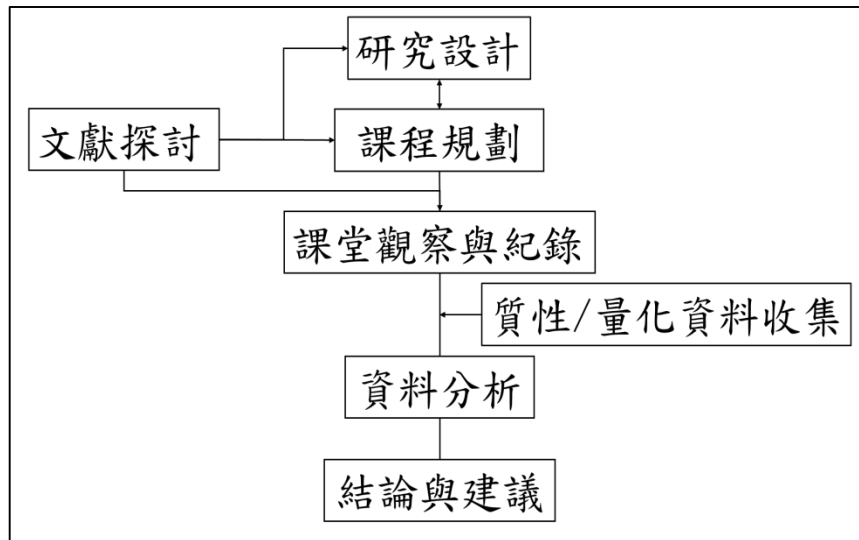 研究設計
文獻探討
課程規劃
課堂觀察與紀錄
質性/量化資料收集
資料分析
結論與建議